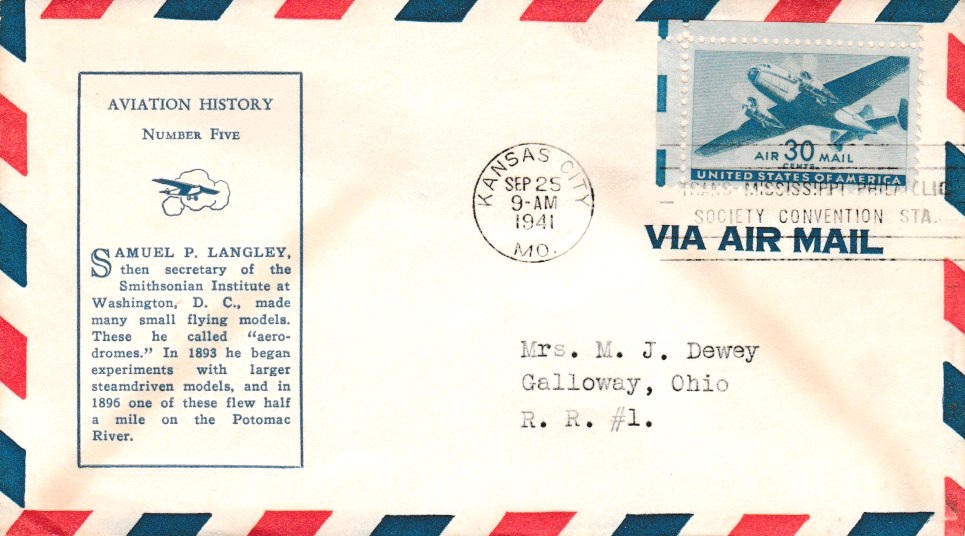 AVIATION HISTORY
NUMBER FIVE
SAMUEL P. LANGLEY,
then secretary of the
Smithsonian Institute at
Washington, D. C., made
many small flying models.
These he called "aero-
dromes." In 1893 he began
experiments with larger
steamdriven models, and in
1896 one of these flew half
a mile on the Potomac
River.
KANSAS CITY
SEP 25
9-AM
1941
MO.
AIR 30 MAIL
CENTS
UNITED STATES OF AMERICA
TRANS-MISSISSIPPI PHILATELIC
SOCIETY CONVENTION STA.
VIA AIR MAIL
Mrs. M. J. Dewey
Galloway, Ohio
R. R. #1.